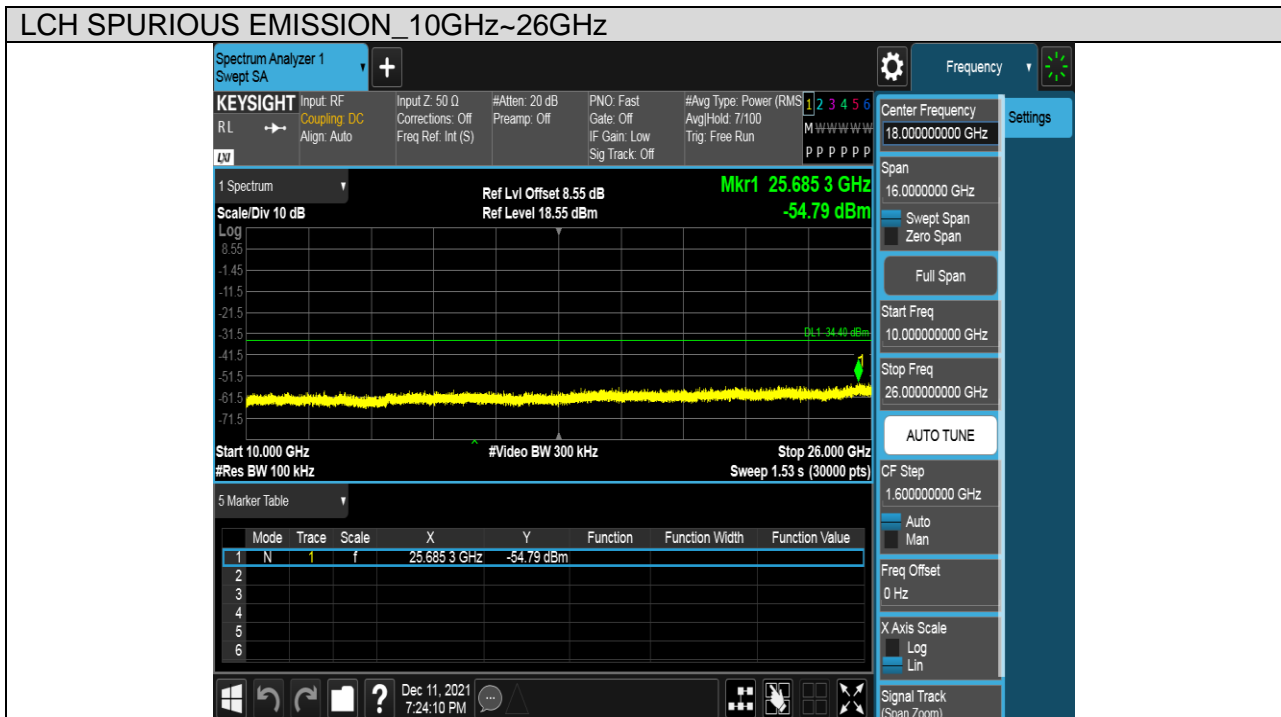 LCH SPURIOUS EMISSION_10GHz~26GHz
Spectrum Analyzer 1
Swept SA
Frequency
KEYSIGHT
RL
LXI
Input: RF
Coupling: DC
Align: Auto
Input Z: 50 Ω
Corrections: Off
Freq Ref: Int (S)
#Atten: 20 dB
Preamp: Off
PNO: Fast
Gate: Off
IF Gain: Low
Sig Track: Off
#Avg Type: Power (RMS
Avg|Hold: 7/100
Trig: Free Run
1 2 3 4 5 6
M W W W W W
P P P P P P
1 Spectrum
Scale/Div 10 dB
Ref Lvl Offset 8.55 dB
Ref Level 18.55 dBm
Mkr1 25.685 3 GHz
-54.79 dBm
Log
8.55
-1.45
-11.5
-21.5
-31.5
-41.5
-51.5
-61.5
-71.5
DL1 -34.40 dBm
1
Start 10.000 GHz
#Video BW 300 kHz
Stop 26.000 GHz
#Res BW 100 kHz
Sweep 1.53 s (30000 pts)
5 Marker Table
Mode Trace Scale X Y Function Function Width Function Value
1 N 1 f 25.685 3 GHz -54.79 dBm
2
3
4
5
6
?
Dec 11, 2021
7:24:10 PM
Center Frequency
18.000000000 GHz
Span
16.0000000 GHz
Swept Span
Zero Span
Full Span
Start Freq
10.000000000 GHz
Stop Freq
26.000000000 GHz
AUTO TUNE
CF Step
1.600000000 GHz
Auto
Man
Freq Offset
0 Hz
X Axis Scale
Log
Lin
Signal Track
(Span Zoom)
Settings